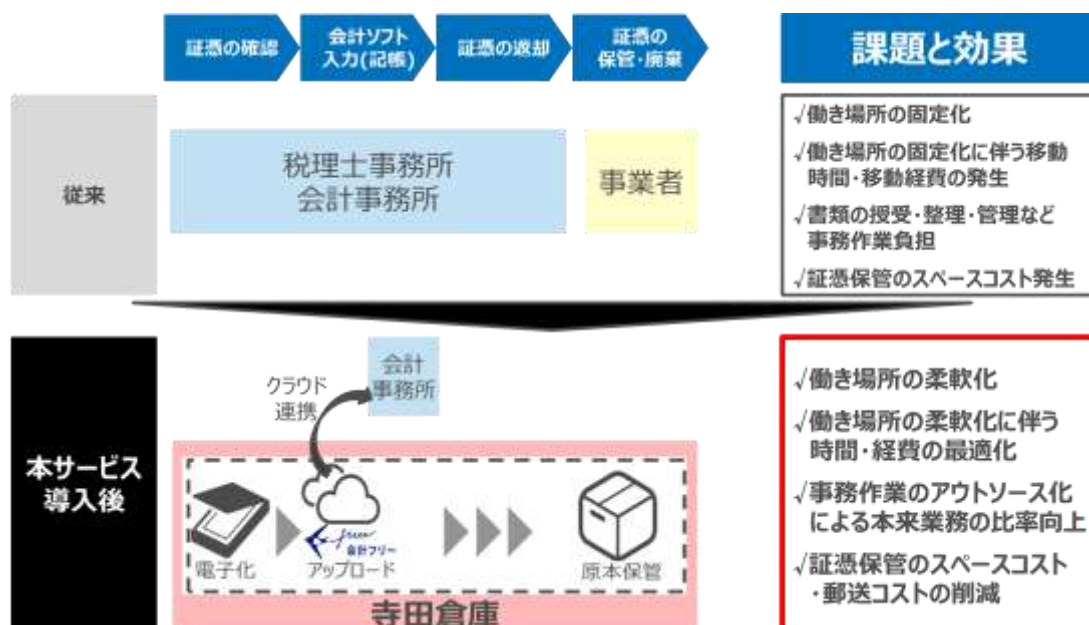 証憑の確認
会計ソフト
入力(記帳)
証憑の返却
証憑の
保管・廃棄
課題と効果
従来
税理士事務所
会計事務所
事業者
√働き場所の固定化
√働き場所の固定化に伴う移動
時間・移動経費の発生
√書類の授受・整理・管理など
事務作業負担
√証憑保管のスペースコスト発生
本サービス
導入後
会計
事務所
クラウド
連携
freee
会計フリー
電子化
アップロード
原本保管
寺田倉庫
√働き場所の柔軟化
√働き場所の柔軟化に伴う
時間・経費の最適化
√事務作業のアウトソース化
による本来業務の比率向上
√証憑保管のスペースコスト
・郵送コストの削減